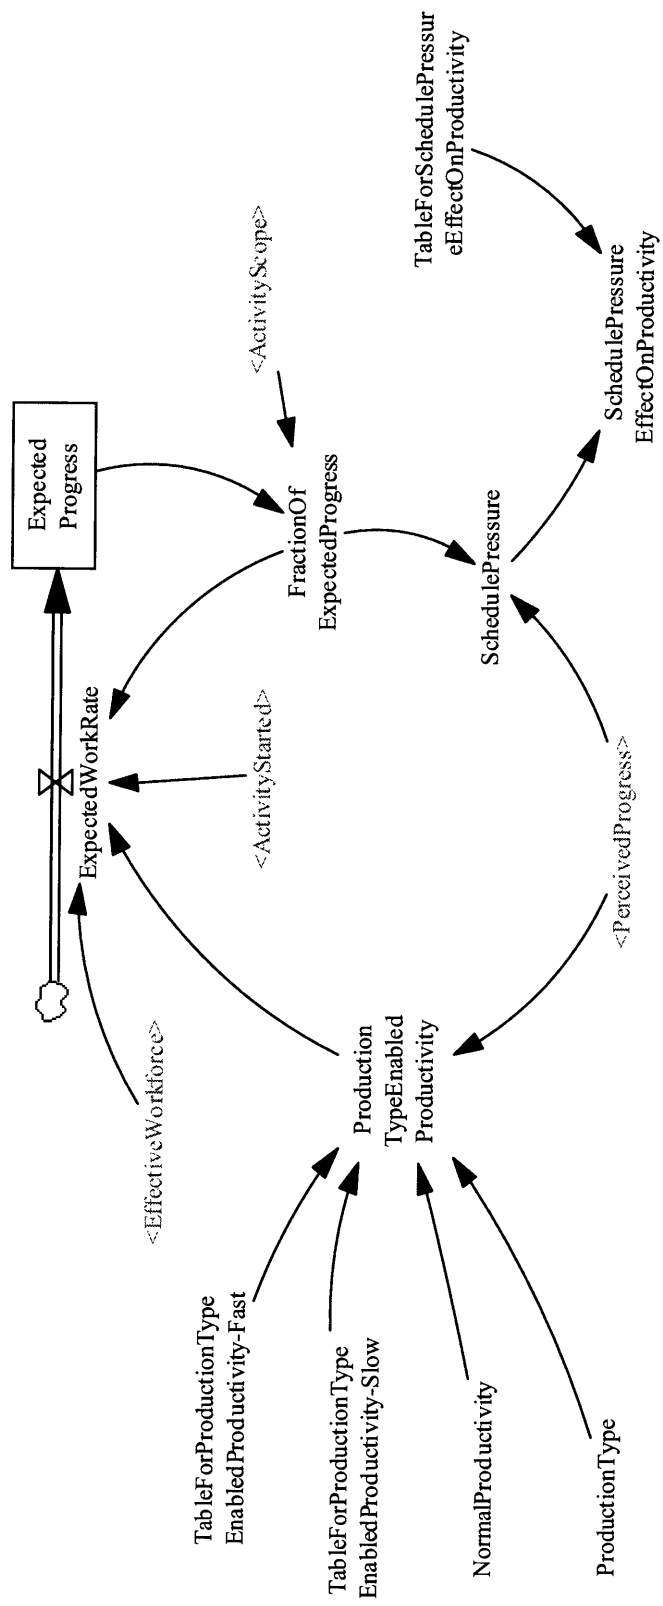 Expected
Progress
ExpectedWorkRate
<EffectiveWorkforce>
<ActivityStarted>
<ActivityScope>
FractionOf
ExpectedProgress
TableForProductionType
EnabledProductivity-Fast
TableForProductionType
EnabledProductivity-Slow
Production
TypeEnabled
Productivity
TableForSchedulePressur
eEffectOnProductivity
NormalProductivity
SchedulePressure
ProductionType
<PerceivedProgress>
SchedulePressure
EffectOnProductivity